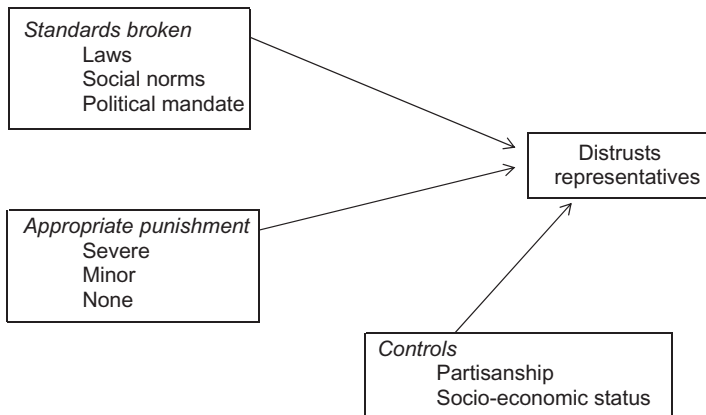 Standards broken
Laws
Social norms
Political mandate
Distrusts
representatives
Appropriate punishment
Severe
Minor
None
Controls
Partisanship
Socio-economic status